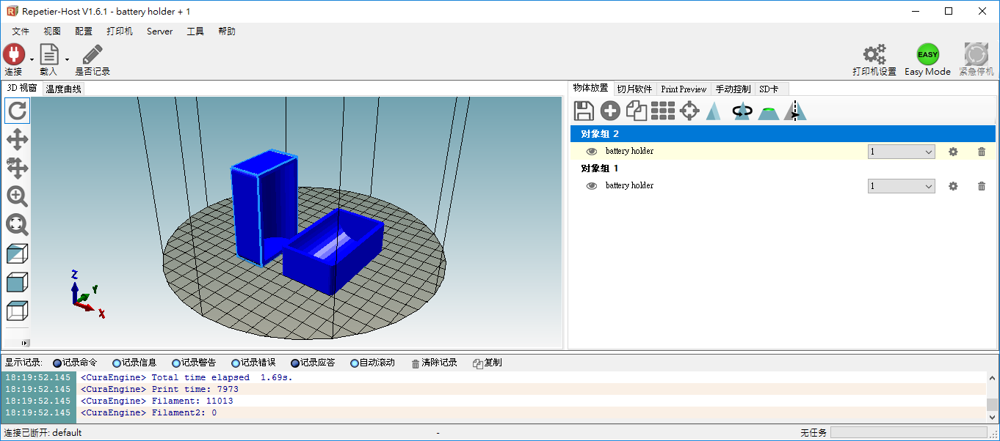 Repetier-Host V1.6.1 - battery holder + 1
文件 视图 配置 打印机 Server 工具 帮助
连接 载入 是否记录 打印机设置 EASY Easy Mode 紧急停机
3D 视窗 温度曲线
物体放置 切片软件 Print Preview 手动控制 SD卡
对象组 2
battery holder 1
对象组 1
battery holder 1
Z
Y
X
显示记录: 记录命令 记录信息 记录警告 记录错误 记录应答 自动滚动 清除记录 复制
18:19:52.145 <CuraEngine> Total time elapsed 1.69s.
18:19:52.145 <CuraEngine> Print time: 7973
18:19:52.145 <CuraEngine> Filament: 11013
18:19:52.145 <CuraEngine> Filament2: 0
连接已断开: default - 无任务